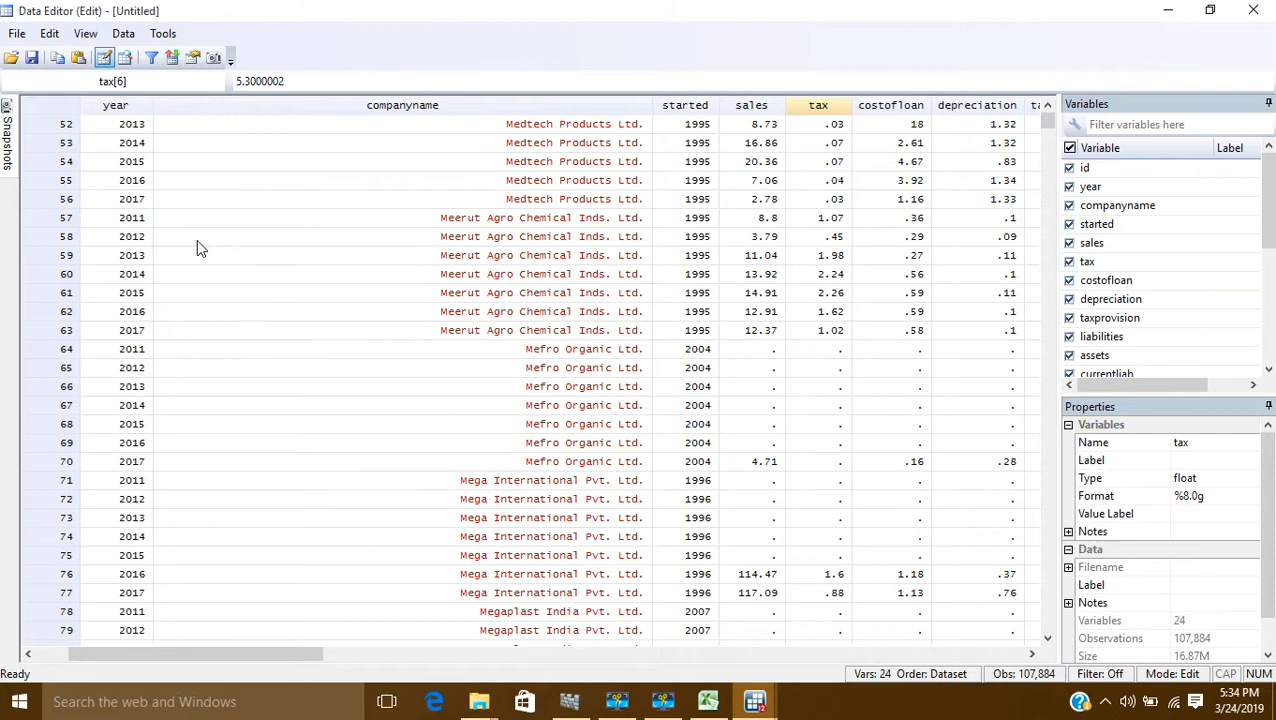 Data Editor (Edit) - [Untitled]
File Edit View Data Tools
tax[6] 5.3000002
Snapshots
year companyname started sales tax costofloan depreciation
52 2013 Medtech Products Ltd. 1995 8.73 .03 18 1.32
53 2014 Medtech Products Ltd. 1995 16.86 .07 2.61 1.32
54 2015 Medtech Products Ltd. 1995 20.36 .07 4.67 .83
55 2016 Medtech Products Ltd. 1995 7.06 .04 3.92 1.34
56 2017 Medtech Products Ltd. 1995 2.78 .03 1.16 1.33
57 2011 Meerut Agro Chemical Inds. Ltd. 1995 8.8 1.07 .36 .1
58 2012 Meerut Agro Chemical Inds. Ltd. 1995 3.79 .45 .29 .09
59 2013 Meerut Agro Chemical Inds. Ltd. 1995 11.04 1.98 .27 .11
60 2014 Meerut Agro Chemical Inds. Ltd. 1995 13.92 2.24 .56 .1
61 2015 Meerut Agro Chemical Inds. Ltd. 1995 14.91 2.26 .59 .11
62 2016 Meerut Agro Chemical Inds. Ltd. 1995 12.91 1.62 .59 .1
63 2017 Meerut Agro Chemical Inds. Ltd. 1995 12.37 1.02 .58 .1
64 2011 Mefro Organic Ltd. 2004 . . . .
65 2012 Mefro Organic Ltd. 2004 . . . .
66 2013 Mefro Organic Ltd. 2004 . . . .
67 2014 Mefro Organic Ltd. 2004 . . . .
68 2015 Mefro Organic Ltd. 2004 . . . .
69 2016 Mefro Organic Ltd. 2004 . . . .
70 2017 Mefro Organic Ltd. 2004 4.71 . .16 .28
71 2011 Mega International Pvt. Ltd. 1996 . . . .
72 2012 Mega International Pvt. Ltd. 1996 . . . .
73 2013 Mega International Pvt. Ltd. 1996 . . . .
74 2014 Mega International Pvt. Ltd. 1996 . . . .
75 2015 Mega International Pvt. Ltd. 1996 . . . .
76 2016 Mega International Pvt. Ltd. 1996 114.47 1.6 1.18 .37
77 2017 Mega International Pvt. Ltd. 1996 117.09 .88 1.13 .76
78 2011 Megaplast India Pvt. Ltd. 2007 . . . .
79 2012 Megaplast India Pvt. Ltd. 2007 . . . .
Variables
Filter variables here
Variable Label
id
year
companyname
started
sales
tax
costofloan
depreciation
taxprovision
liabilities
assets
currentliab
Properties
Variables
Name tax
Label
Type float
Format %8.0g
Value Label
Notes
Data
Filename
Label
Notes
Variables 24
Observations 107,884
Size 16.87M
Ready Vars: 24 Order: Dataset Obs: 107,884 Filter: Off Mode: Edit CAP NUM
Search the web and Windows
5:34 PM
3/24/2019